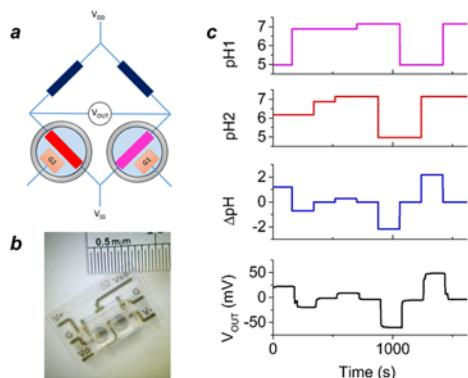 a
V_DD
V_OUT
G2
G1
V_SS
b
0.5 mm
V+
G
G
V-
c
pH1
7
6
5
pH2
7
6
5
ΔpH
2
0
-2
V_OUT (mV)
50
0
-50
0
1000
Time (s)